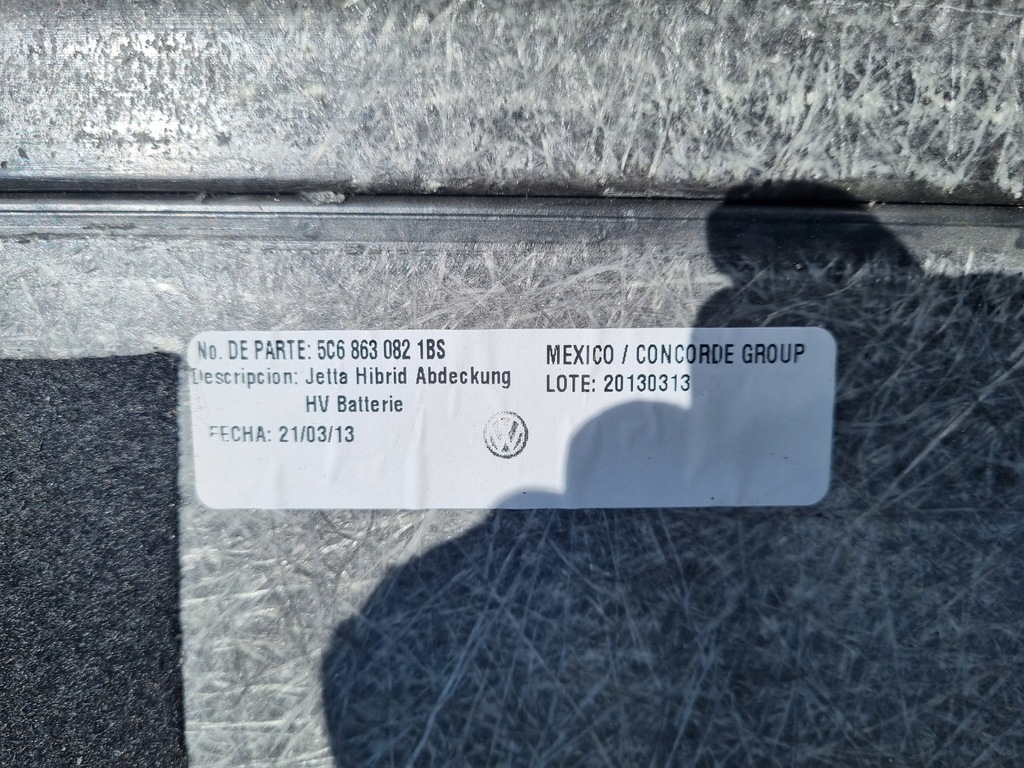 No. DE PARTE: 5C6 863 082 1BS
Descripcion: Jetta Hibrid Abdeckung
HV Batterie
FECHA: 21/03/13
MEXICO / CONCORDE GROUP
LOTE: 20130313